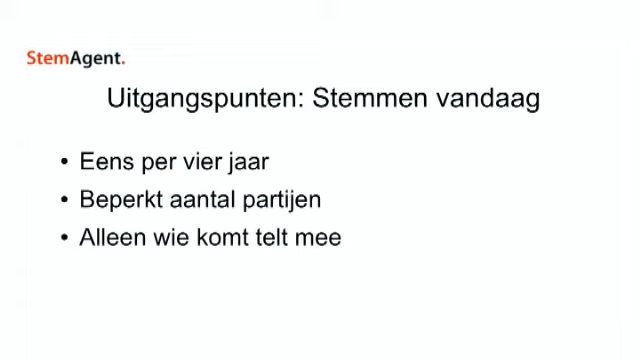 StemAgent.
Uitgangspunten: Stemmen vandaag
• Eens per vier jaar
• Beperkt aantal partijen
• Alleen wie komt telt mee